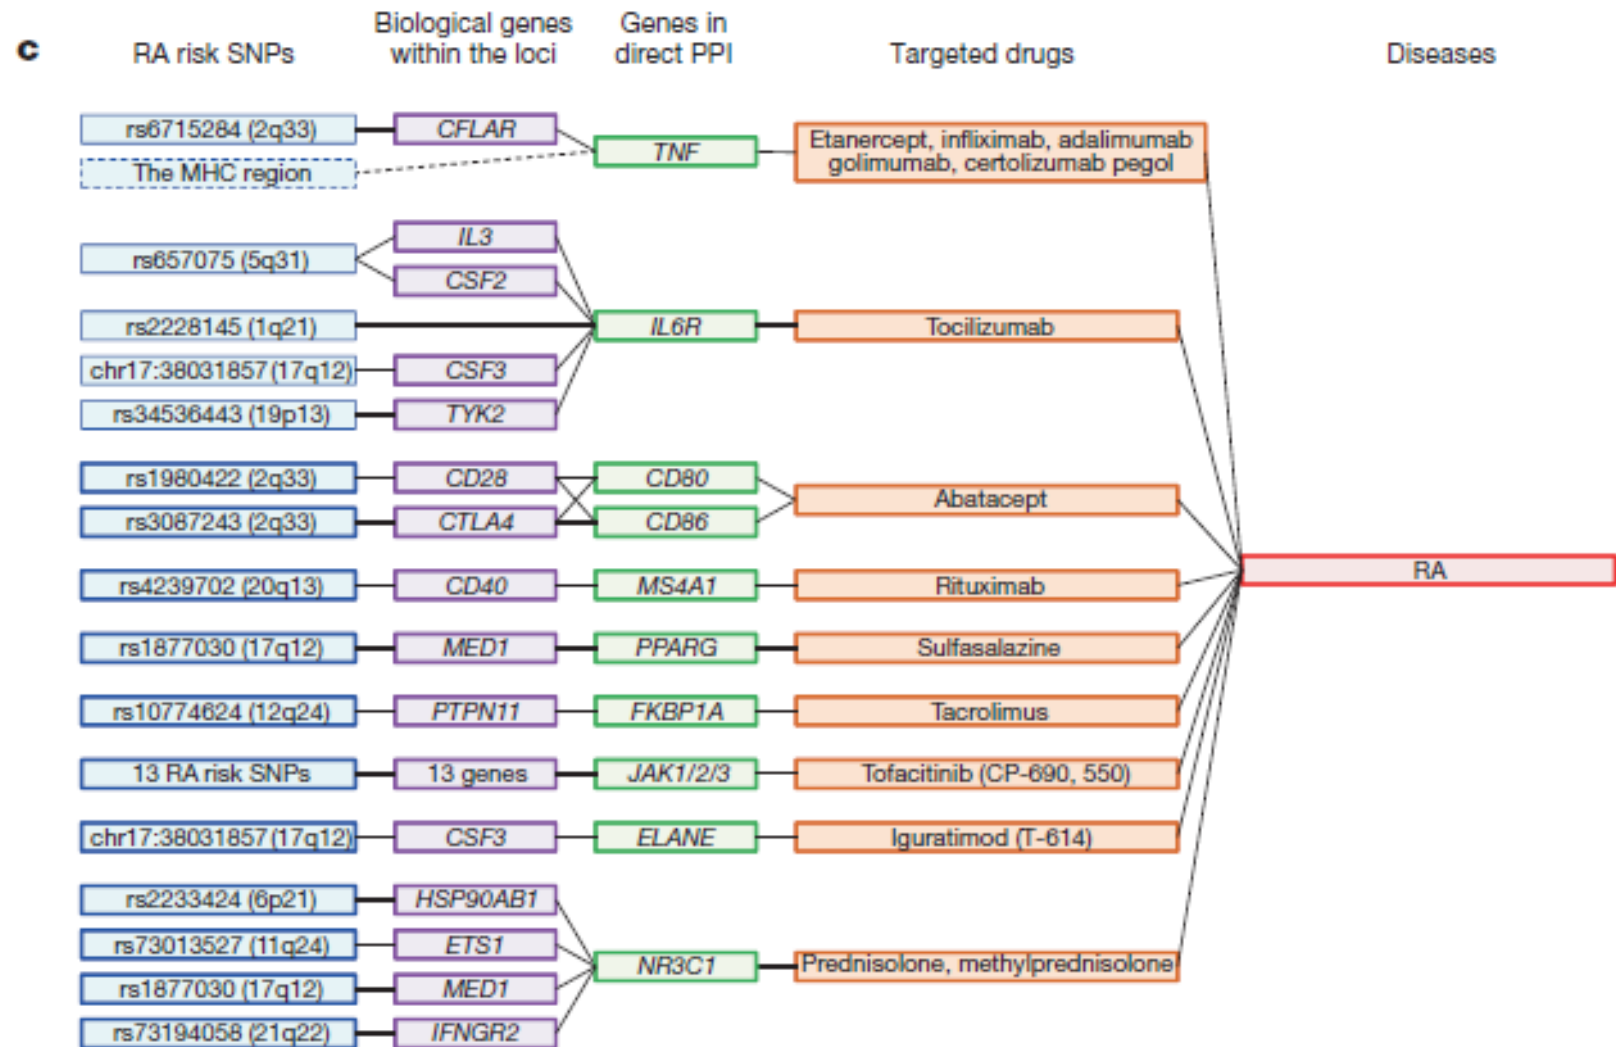 c
RA risk SNPs
Biological genes
within the loci
Genes in
direct PPI
Targeted drugs
Diseases
rs6715284 (2q33)
CFLAR
The MHC region
TNF
Etanercept, infliximab, adalimumab
golimumab, certolizumab pegol
rs657075 (5q31)
IL3
CSF2
rs2228145 (1q21)
IL6R
Tocilizumab
chr17:38031857 (17q12)
CSF3
rs34536443 (19p13)
TYK2
rs1980422 (2q33)
CD28
CD80
rs3087243 (2q33)
CTLA4
CD86
Abatacept
rs4239702 (20q13)
CD40
MS4A1
Rituximab
RA
rs1877030 (17q12)
MED1
PPARG
Sulfasalazine
rs10774624 (12q24)
PTPN11
FKBP1A
Tacrolimus
13 RA risk SNPs
13 genes
JAK1/2/3
Tofacitinib (CP-690, 550)
chr17:38031857 (17q12)
CSF3
ELANE
Iguratimod (T-614)
rs2233424 (6p21)
HSP90AB1
rs73013527 (11q24)
ETS1
NR3C1
Prednisolone, methylprednisolone
rs1877030 (17q12)
MED1
rs73194058 (21q22)
IFNGR2